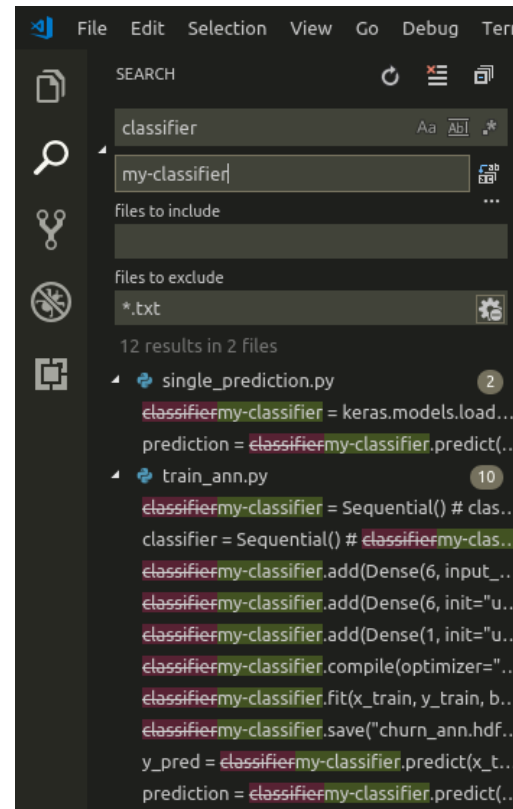 File Edit Selection View Go Debug Ter
SEARCH
classifier Aa Abl .*
my-classifier
files to include
files to exclude
*.txt
12 results in 2 files
single_prediction.py 2
classifiermy-classifier = keras.models.load...
prediction = classifiermy-classifier.predict(...
train_ann.py 10
classifiermy-classifier = Sequential() # clas...
classifier = Sequential() # classifiermy-clas...
classifiermy-classifier.add(Dense(6, input_...
classifiermy-classifier.add(Dense(6, init="u...
classifiermy-classifier.add(Dense(1, init="u...
classifiermy-classifier.compile(optimizer="...
classifiermy-classifier.fit(x_train, y_train, b...
classifiermy-classifier.save("churn_ann.hdf...
y_pred = classifiermy-classifier.predict(x_t...
prediction = classifiermy-classifier.predict(...